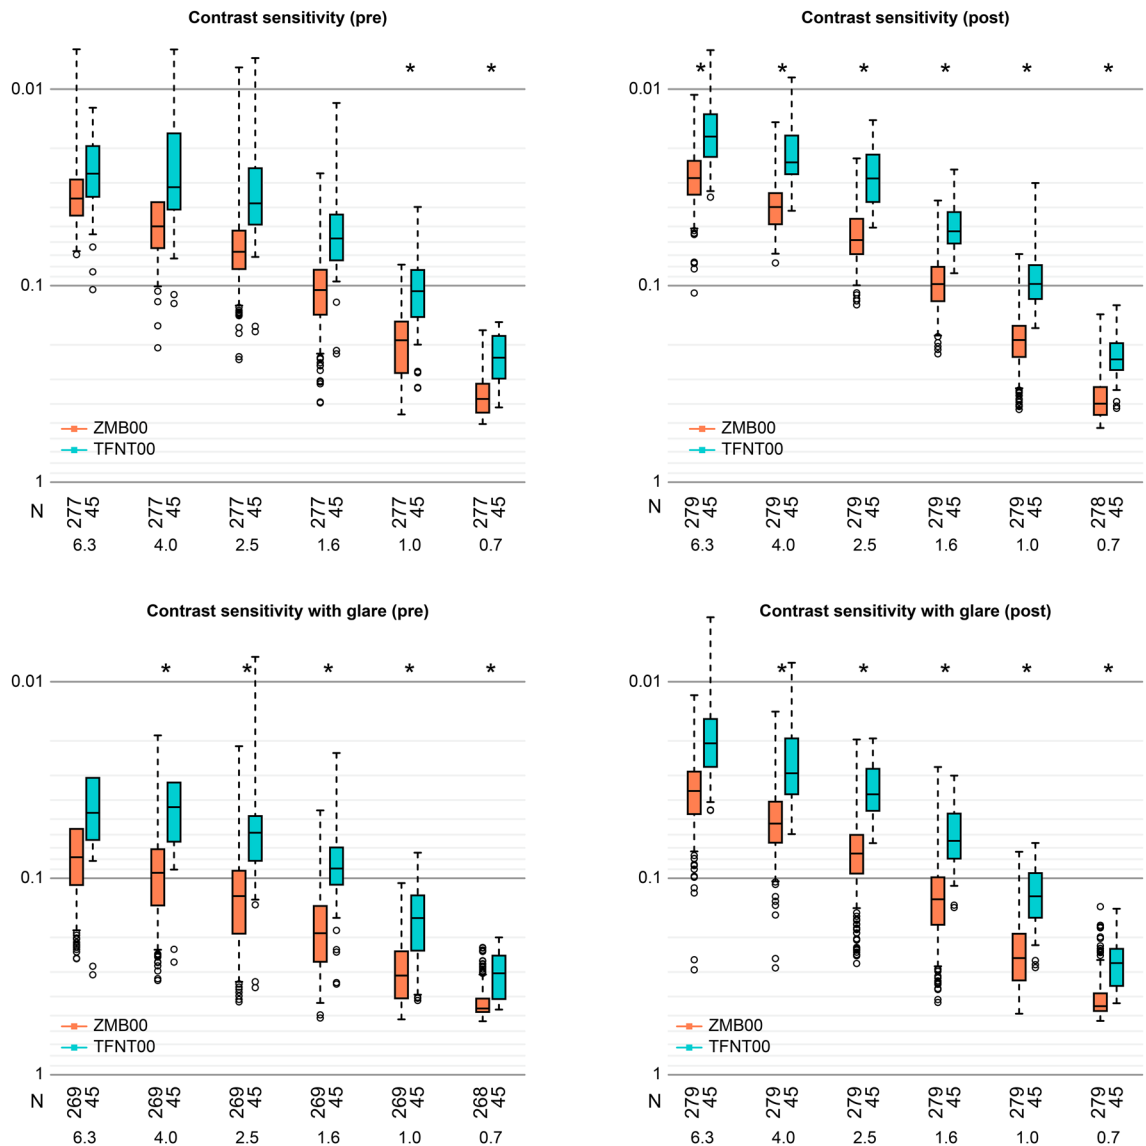 Contrast sensitivity (pre)
* *
0.01
0.1
ZMB00
TFNT00
1
N 277 45 277 45 277 45 277 45 277 45 277 45
6.3 4.0 2.5 1.6 1.0 0.7
Contrast sensitivity (post)
* * * * * *
0.01
0.1
ZMB00
TFNT00
1
N 279 45 279 45 279 45 279 45 279 45 278 45
6.3 4.0 2.5 1.6 1.0 0.7
Contrast sensitivity with glare (pre)
* * * * *
0.01
0.1
ZMB00
TFNT00
1
N 269 45 269 45 269 45 269 45 269 45 268 45
6.3 4.0 2.5 1.6 1.0 0.7
Contrast sensitivity with glare (post)
* * * * *
0.01
0.1
ZMB00
TFNT00
1
N 279 45 279 45 279 45 279 45 279 45 279 45
6.3 4.0 2.5 1.6 1.0 0.7